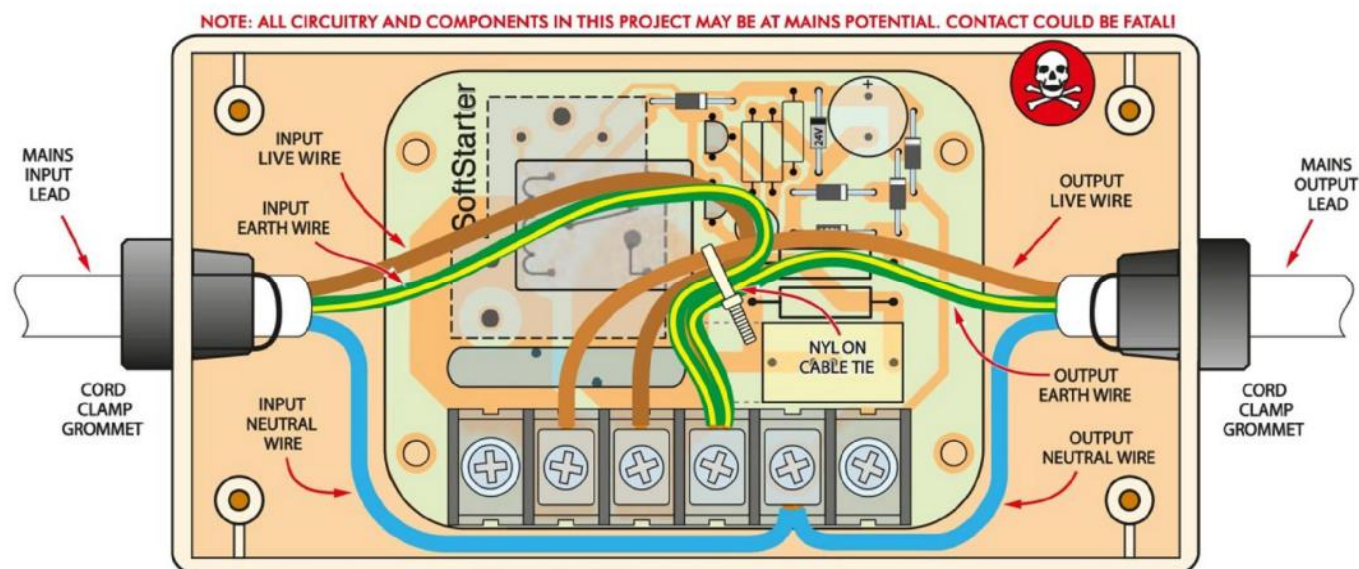 NOTE: ALL CIRCUITRY AND COMPONENTS IN THIS PROJECT MAY BE AT MAINS POTENTIAL. CONTACT COULD BE FATAL!
MAINS
INPUT
LEAD
INPUT
LIVE WIRE
INPUT
EARTH WIRE
SoftStarter
+
24V
OUTPUT
LIVE WIRE
MAINS
OUTPUT
LEAD
CORD
CLAMP
GROMMET
INPUT
NEUTRAL
WIRE
NYLON
CABLE TIE
OUTPUT
EARTH WIRE
OUTPUT
NEUTRAL WIRE
CORD
CLAMP
GROMMET